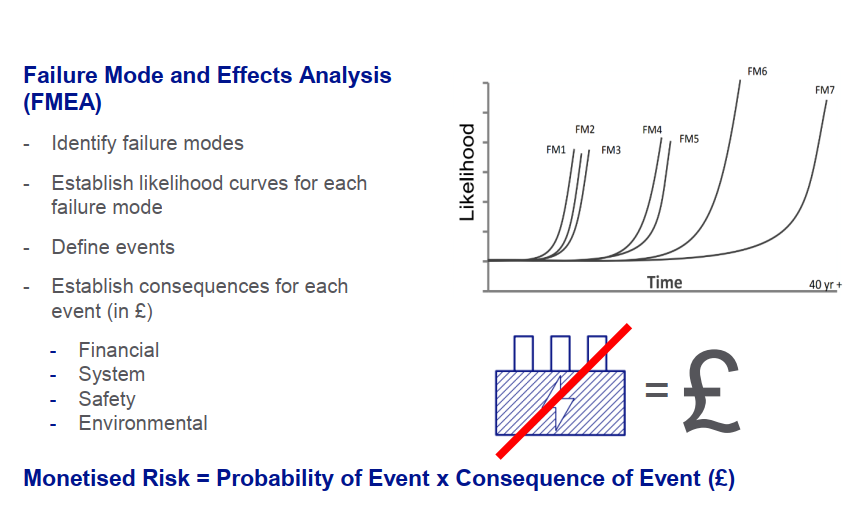 Failure Mode and Effects Analysis
(FMEA)
- Identify failure modes
- Establish likelihood curves for each
failure mode
- Define events
- Establish consequences for each
event (in £)
- Financial
- System
- Safety
- Environmental
Likelihood
FM1
FM2
FM3
FM4
FM5
FM6
FM7
Time
40 yr +
= £
Monetised Risk = Probability of Event x Consequence of Event (£)